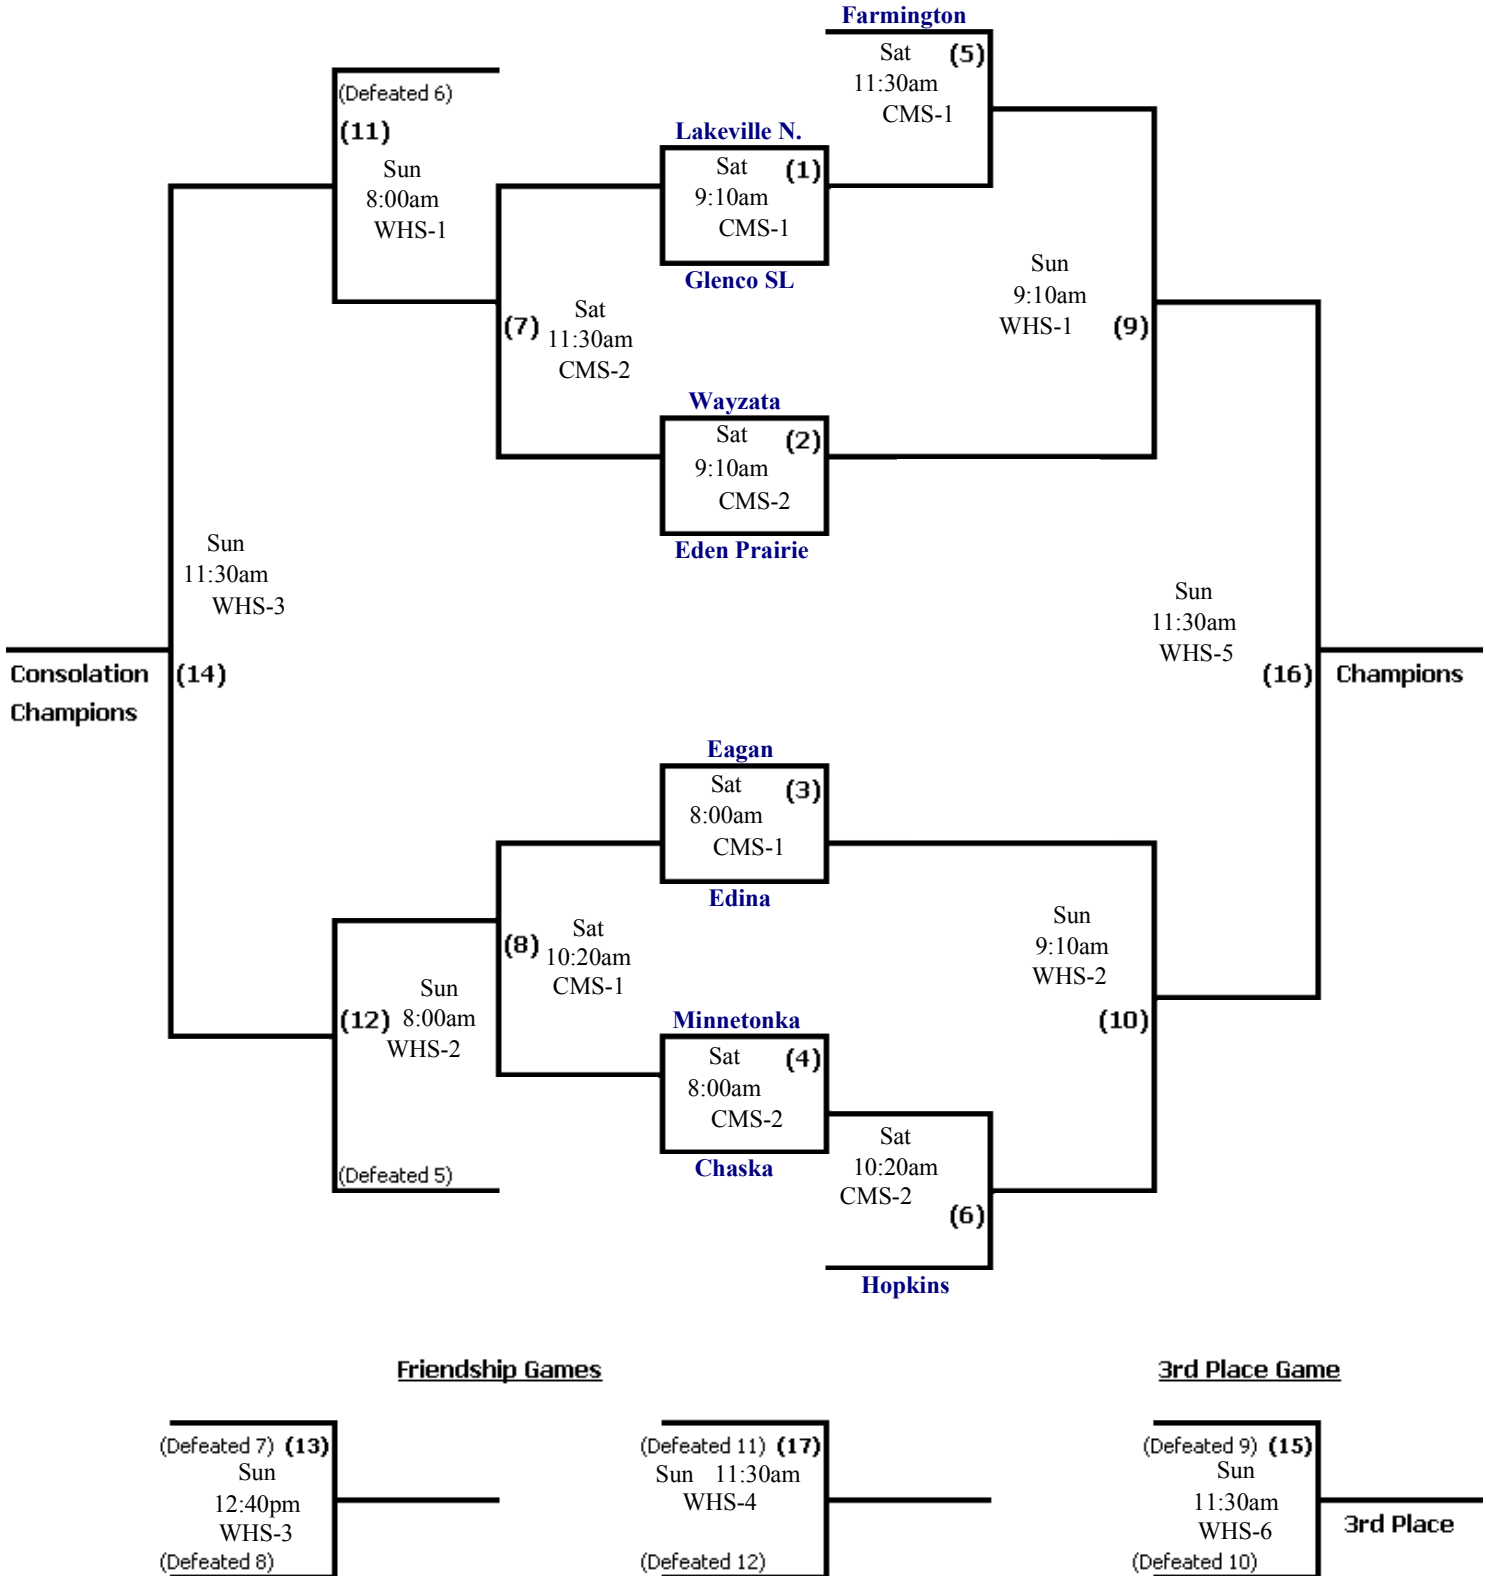 Farmington
Sat (5)
11:30am
CMS-1
(Defeated 6)
(11)
Sun
8:00am
WHS-1
Lakeville N.
Sat (1)
9:10am
CMS-1
Glenco SL
Sat
(7) 11:30am
CMS-2
Sun
9:10am
WHS-1 (9)
Wayzata
Sat (2)
9:10am
CMS-2
Eden Prairie
Sun
11:30am
WHS-3
Sun
11:30am
WHS-5
Consolation (14)
Champions
(16) Champions
Eagan
Sat (3)
8:00am
CMS-1
Edina
Sat
(8) 10:20am
CMS-1
Sun
9:10am
WHS-2
(10)
Sun
(12) 8:00am
WHS-2
Minnetonka
Sat (4)
8:00am
CMS-2
Chaska
(Defeated 5)
Sat
10:20am
CMS-2
(6)
Hopkins
Friendship Games
3rd Place Game
(Defeated 7) (13)
Sun
12:40pm
WHS-3
(Defeated 8)
(Defeated 11) (17)
Sun 11:30am
WHS-4
(Defeated 12)
(Defeated 9) (15)
Sun
11:30am
WHS-6
3rd Place
(Defeated 10)